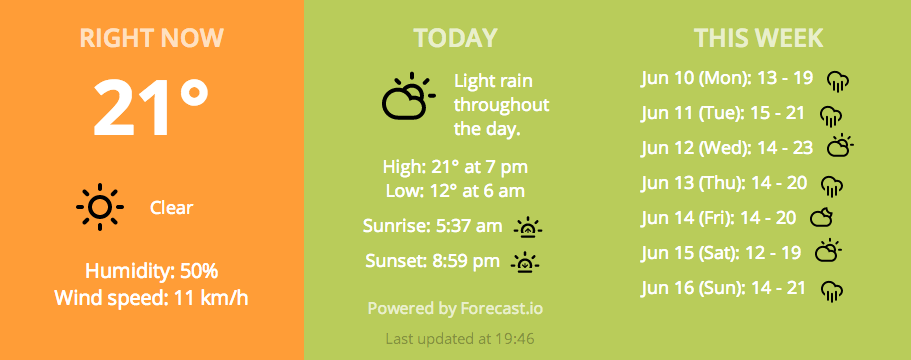 RIGHT NOW
21°
Clear
Humidity: 50%
Wind speed: 11 km/h
TODAY
Light rain
throughout
the day.
High: 21° at 7 pm
Low: 12° at 6 am
Sunrise: 5:37 am
Sunset: 8:59 pm
Powered by Forecast.io
Last updated at 19:46
THIS WEEK
Jun 10 (Mon): 13 - 19
Jun 11 (Tue): 15 - 21
Jun 12 (Wed): 14 - 23
Jun 13 (Thu): 14 - 20
Jun 14 (Fri): 14 - 20
Jun 15 (Sat): 12 - 19
Jun 16 (Sun): 14 - 21